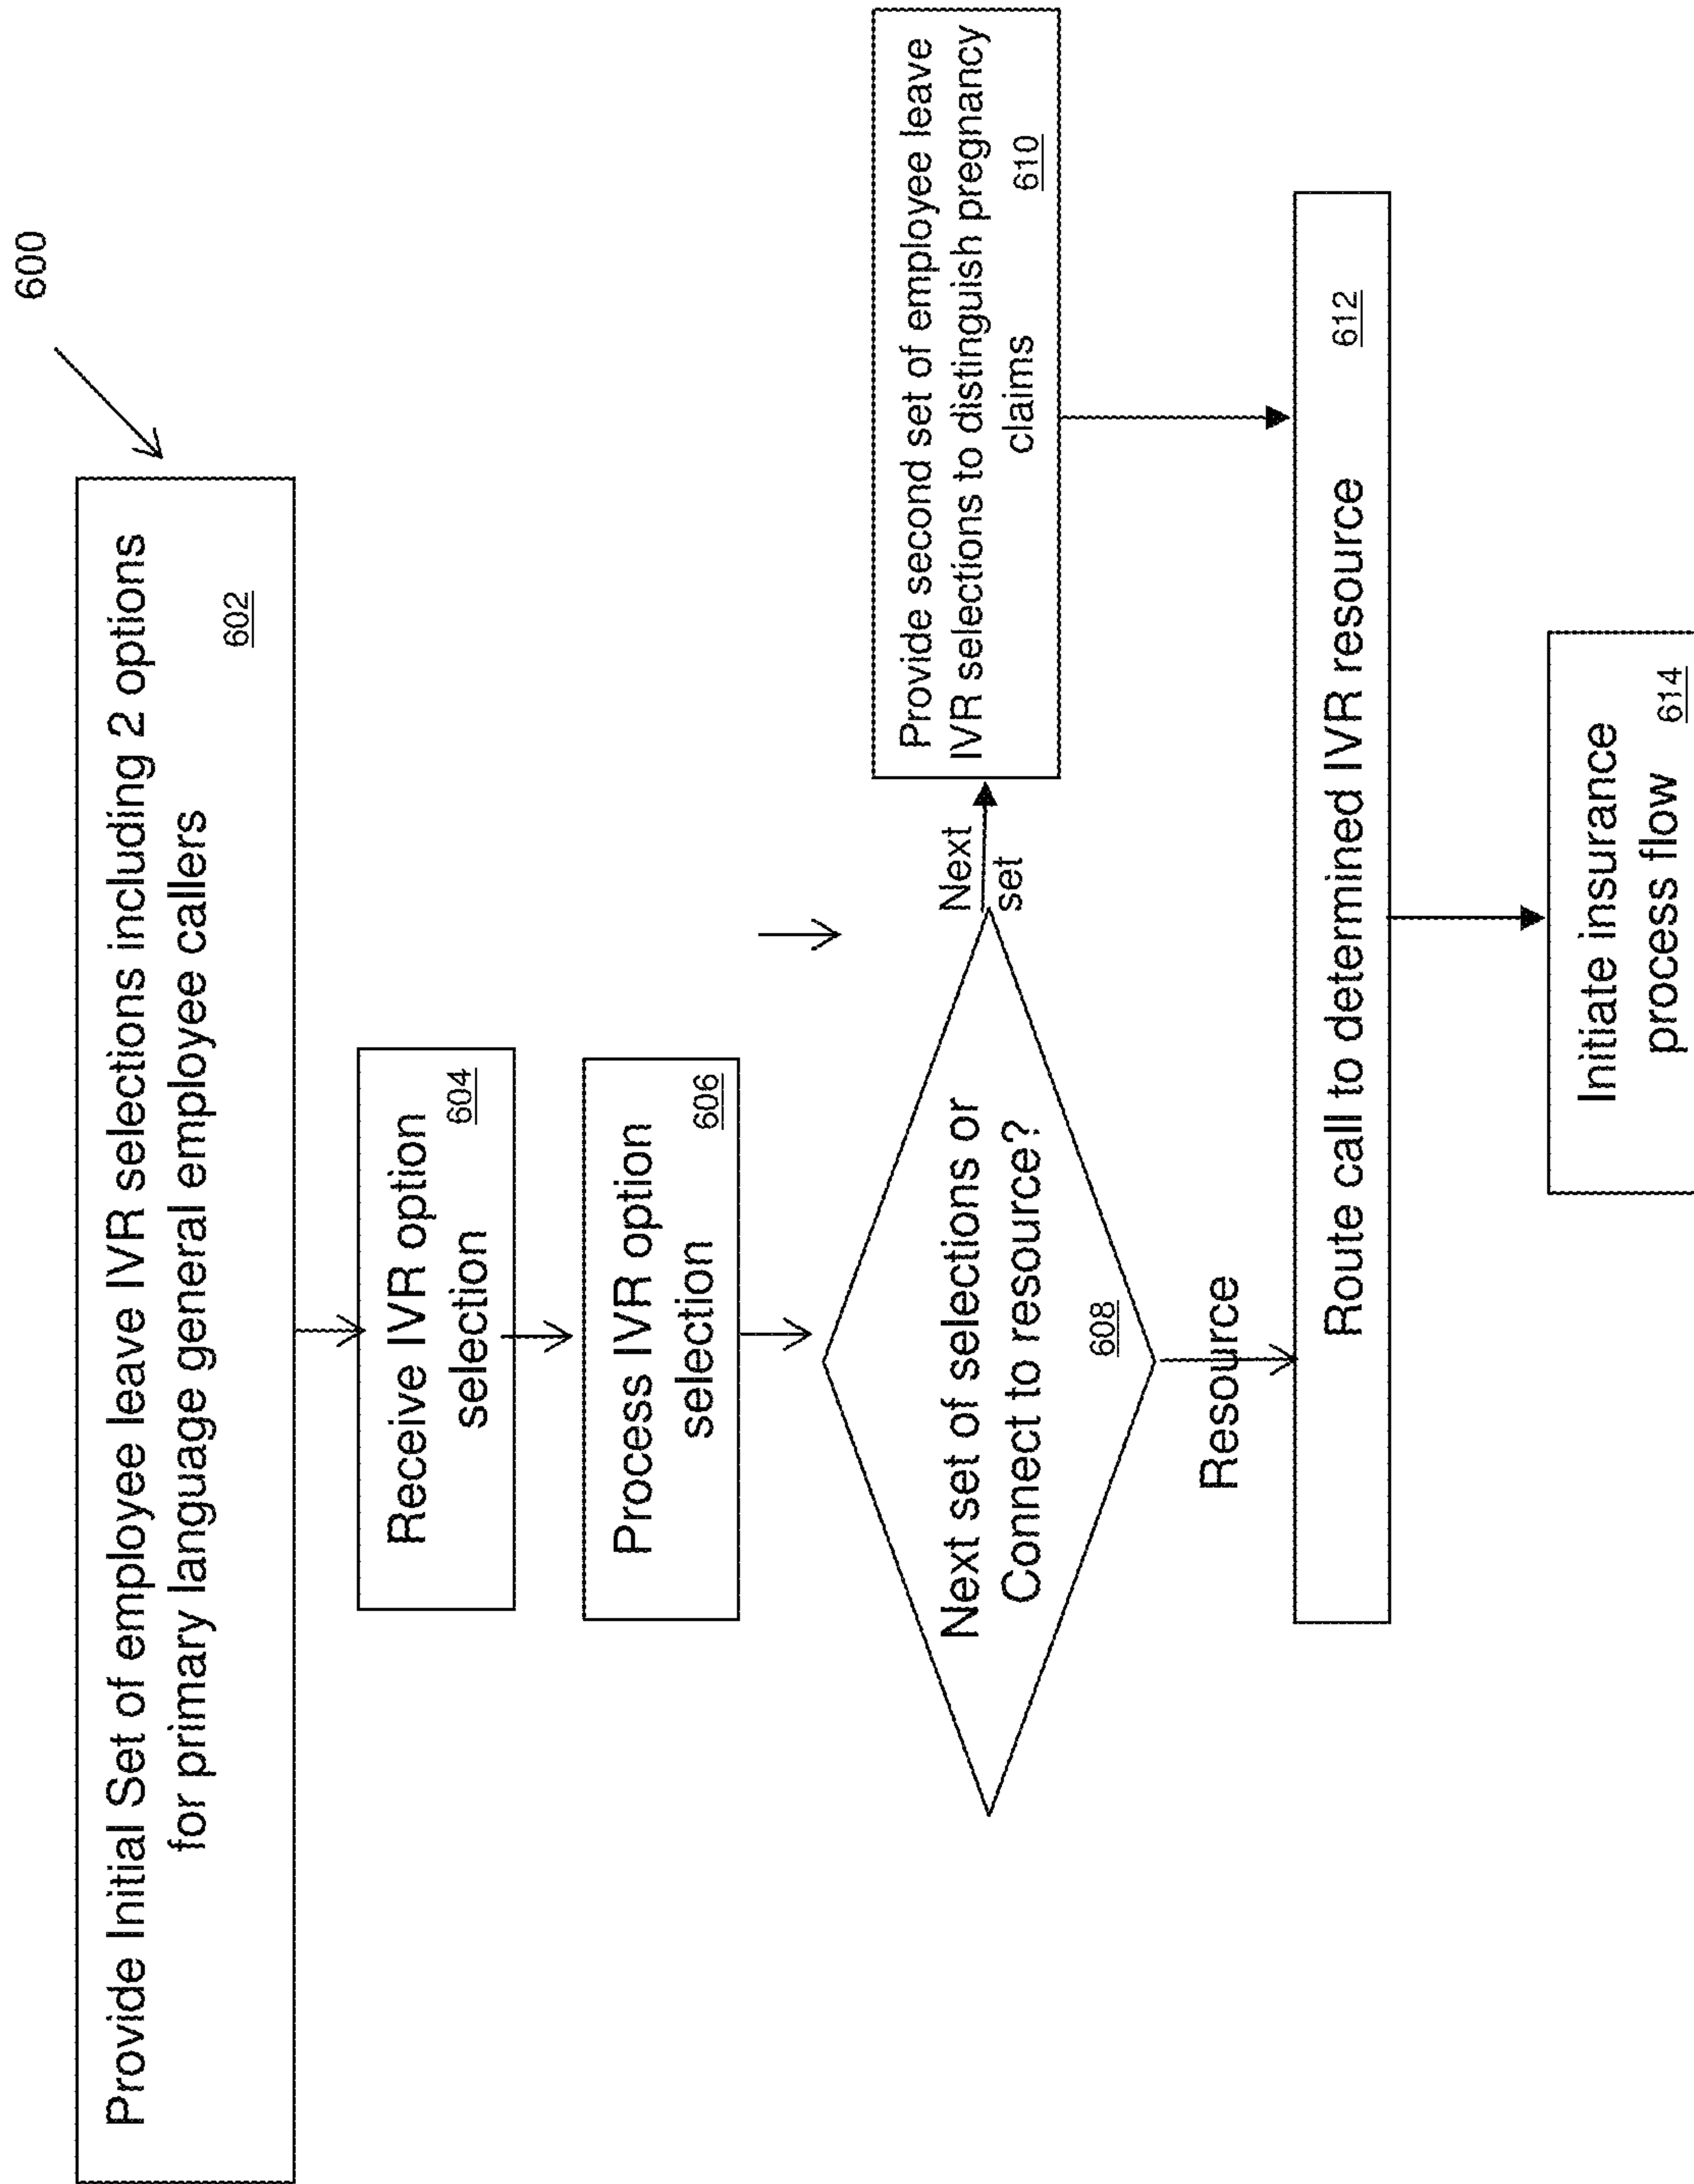 600
Provide Initial Set of employee leave IVR selections including 2 options
for primary language general employee callers
602
Receive IVR option
selection
604
Process IVR option
selection
606
Next set of selections or
Connect to resource?
608
Next
set
Provide second set of employee leave
IVR selections to distinguish pregnancy
claims
610
Resource
Route call to determined IVR resource
612
Initiate insurance
process flow
614